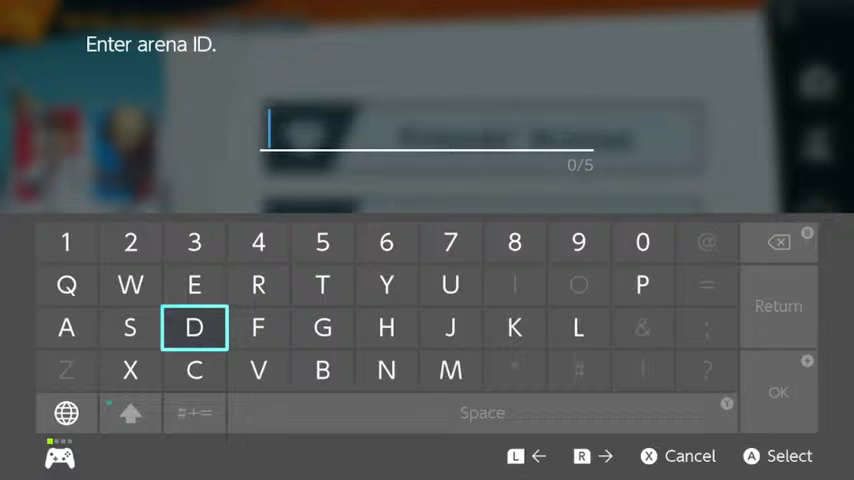 Enter arena ID.
0/5
1 2 3 4 5 6 7 8 9 0 @
Q W E R T Y U I O P = Return
A S D F G H J K L & ;
Z X C V B N M * # ! ? OK
#+= Space
L ← R → X Cancel A Select